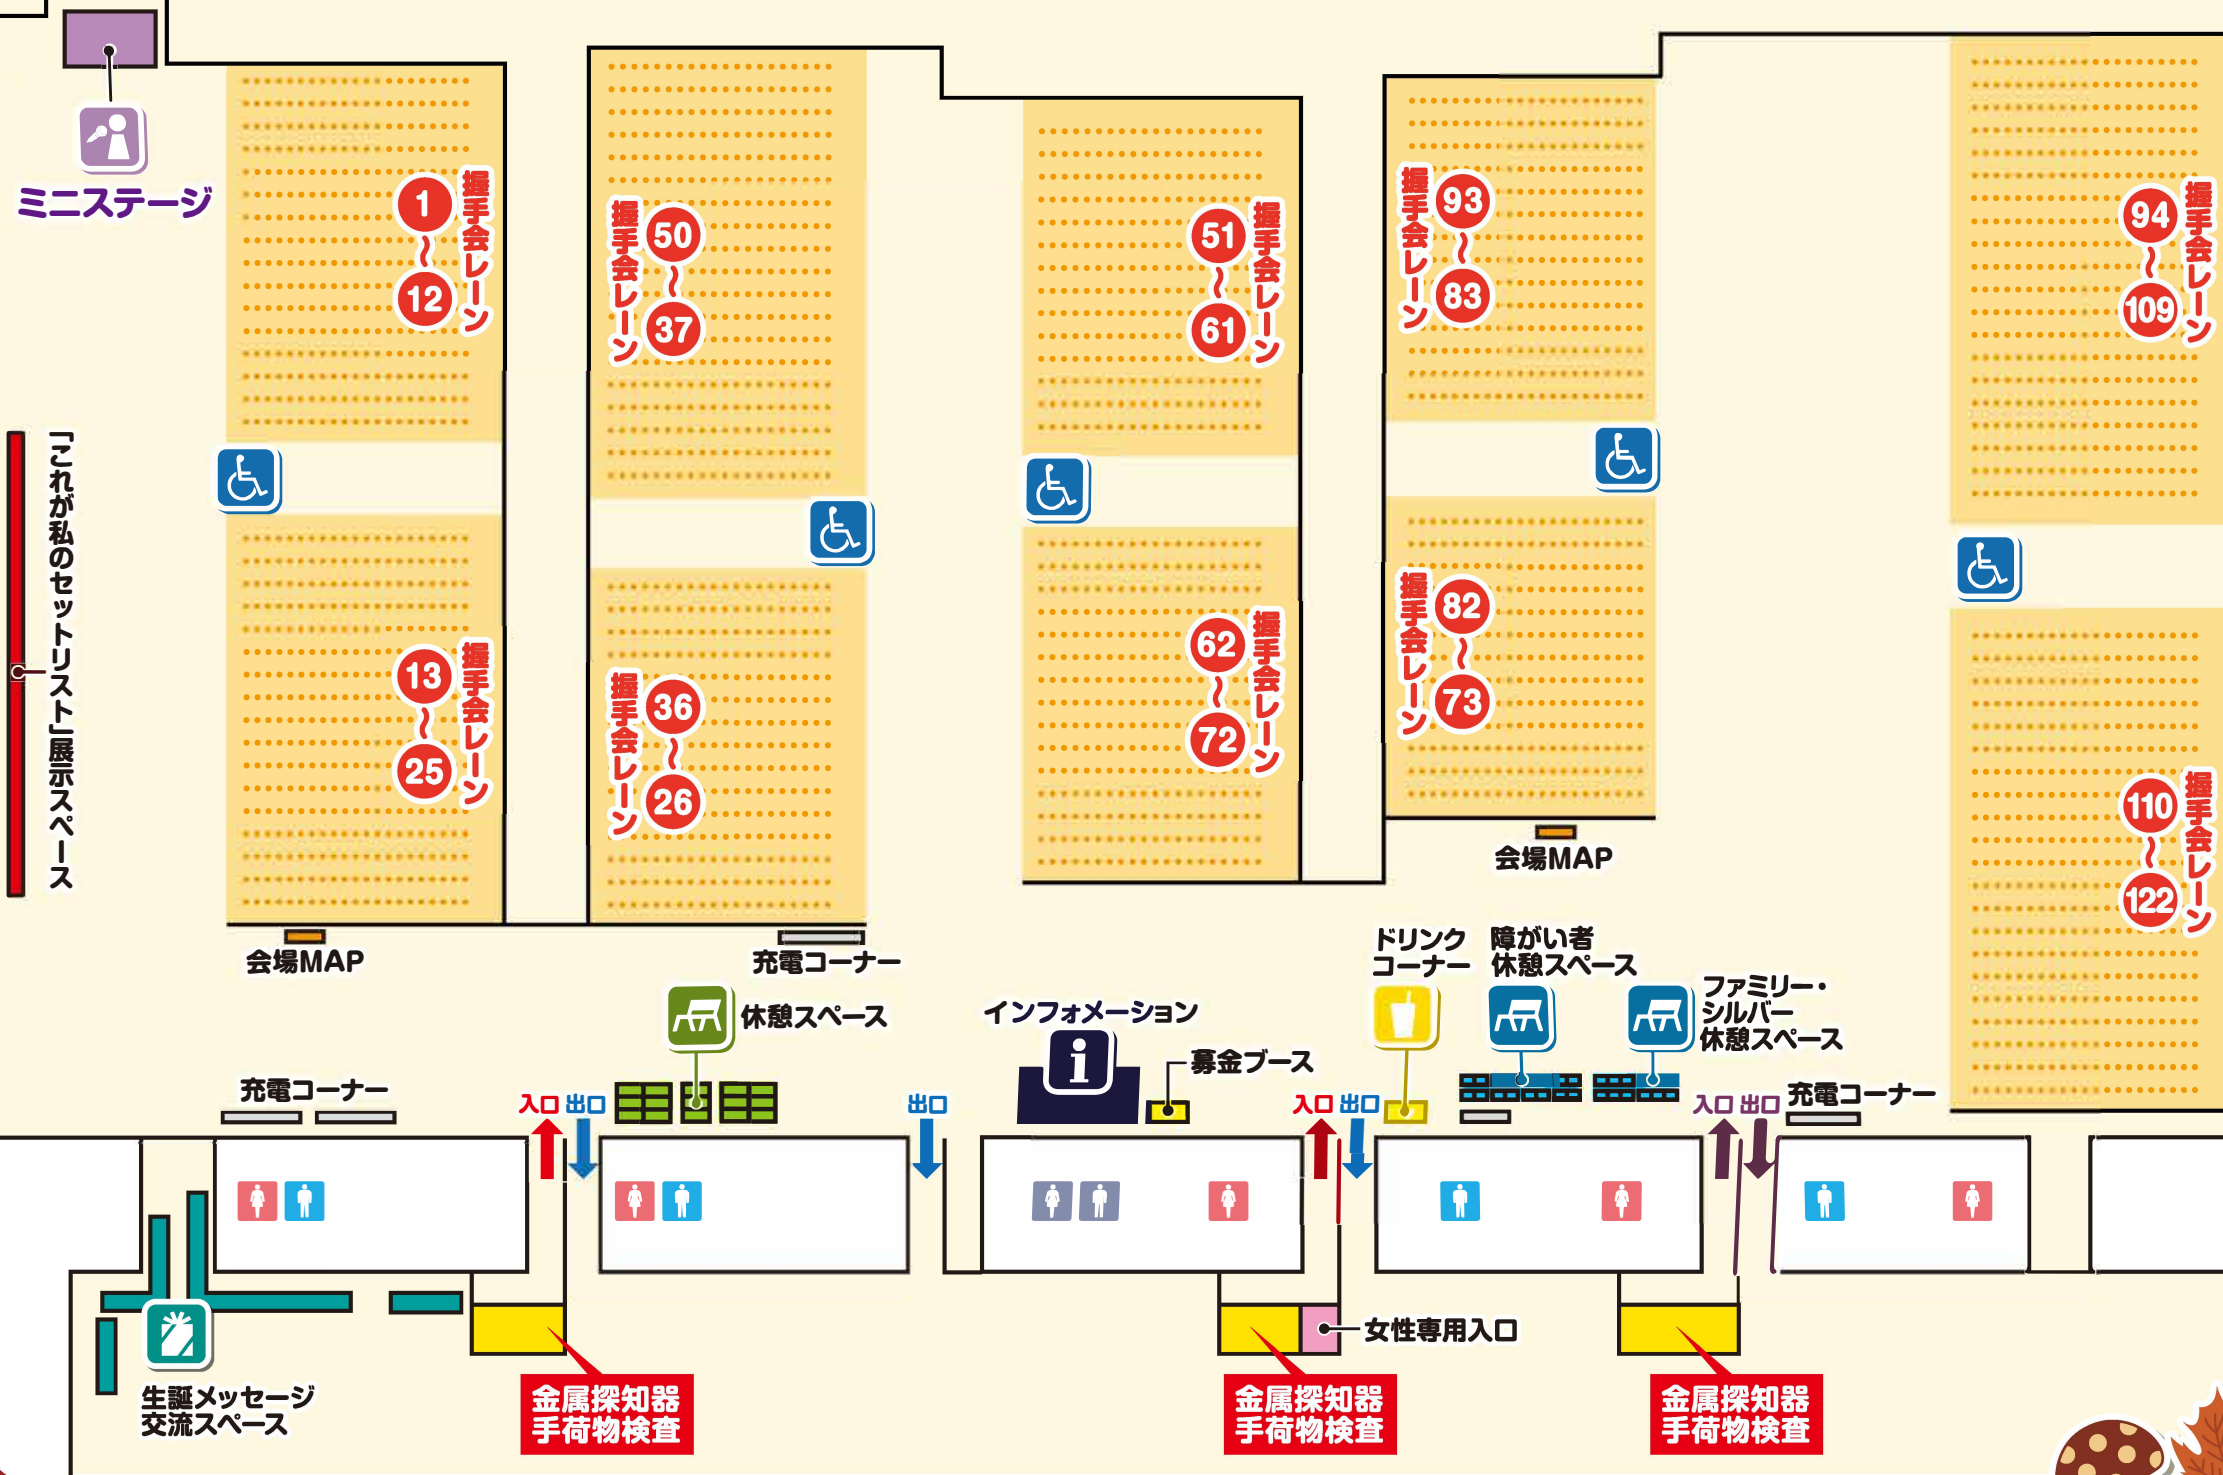 ミニステージ
1
〜
12
握手会レーン
50
〜
37
握手会レーン
51
〜
61
握手会レーン
93
〜
83
握手会レーン
94
〜
109
握手会レーン
「これが私のセットリスト」展示スペース
13
〜
25
握手会レーン
36
〜
26
握手会レーン
62
〜
72
握手会レーン
82
〜
73
握手会レーン
110
〜
122
握手会レーン
会場MAP
会場MAP
充電コーナー
休憩スペース
インフォメーション
i
募金ブース
ドリンク
コーナー
障がい者
休憩スペース
ファミリー・
シルバー
休憩スペース
充電コーナー
充電コーナー
入口
出口
出口
入口
出口
入口
出口
女性専用入口
生誕メッセージ
交流スペース
金属探知器
手荷物検査
金属探知器
手荷物検査
金属探知器
手荷物検査